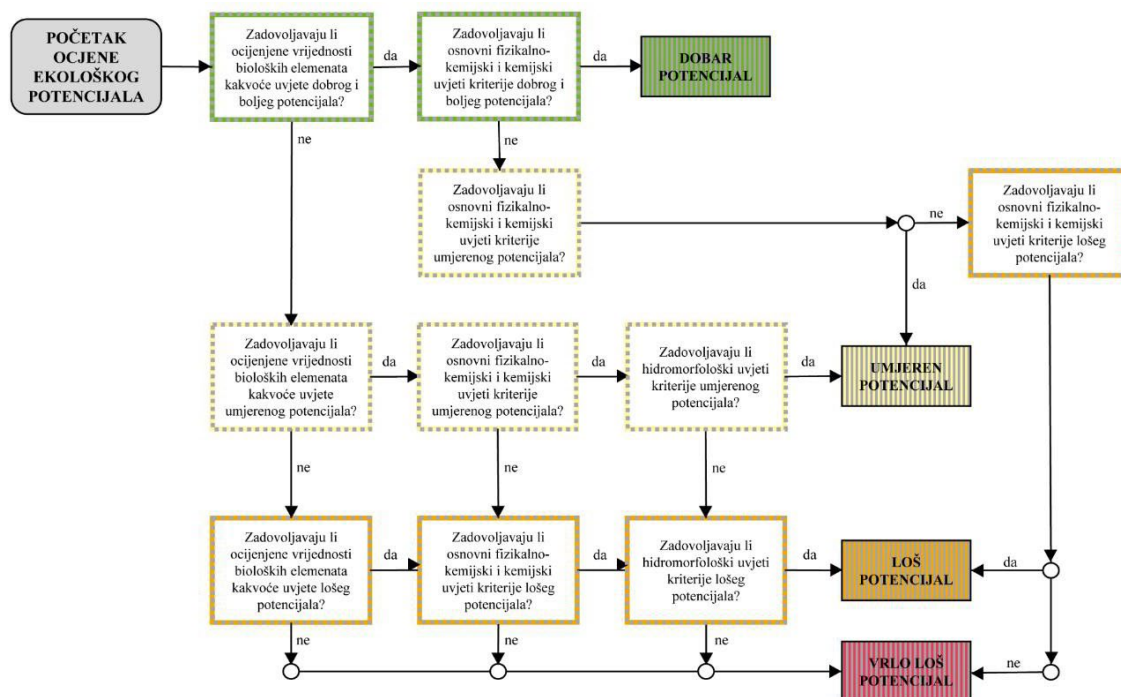 POČETAK
OCJENE
EKOLOŠKOG
POTENCIJALA
Zadovoljavaju li
ocijenjene vrijednosti
bioloških elemenata
kakvoće uvjete dobrog i
boljeg potencijala?
da
Zadovoljavaju li
osnovni fizikalno-
kemijski i kemijski
uvjeti kriterije dobrog i
boljeg potencijala?
da
DOBAR
POTENCIJAL
ne
ne
Zadovoljavaju li
osnovni fizikalno-
kemijski i kemijski
uvjeti kriterije
umjerenog potencijala?
ne
Zadovoljavaju li
osnovni fizikalno-
kemijski i kemijski
uvjeti kriterije lošeg
potencijala?
da
Zadovoljavaju li
ocijenjene vrijednosti
bioloških elemenata
kakvoće uvjete
umjerenog potencijala?
da
Zadovoljavaju li
osnovni fizikalno-
kemijski i kemijski
uvjeti kriterije
umjerenog potencijala?
da
Zadovoljavaju li
hidromorfološki uvjeti
kriterije umjerenog
potencijala?
da
UMJEREN
POTENCIJAL
ne
ne
ne
Zadovoljavaju li
ocijenjene vrijednosti
bioloških elemenata
kakvoće uvjete lošeg
potencijala?
da
Zadovoljavaju li
osnovni fizikalno-
kemijski i kemijski
uvjeti kriterije lošeg
potencijala?
da
Zadovoljavaju li
hidromorfološki uvjeti
kriterije lošeg
potencijala?
da
LOŠ
POTENCIJAL
da
ne
ne
ne
VRLO LOŠ
POTENCIJAL
ne